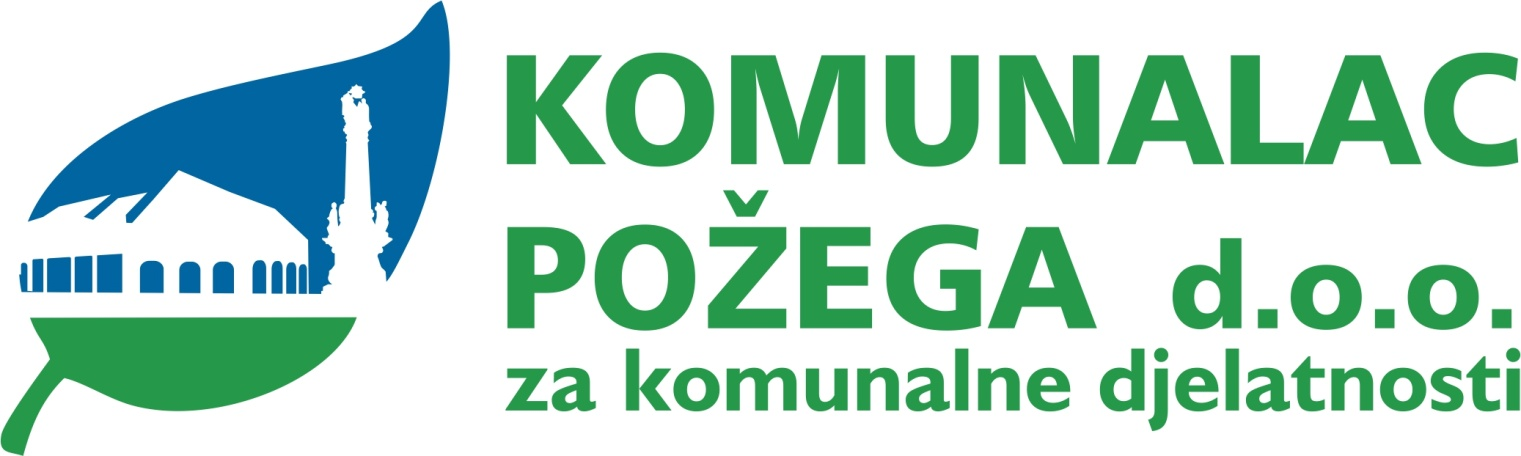 KOMUNALAC
POŽEGA d.o.o.
za komunalne djelatnosti